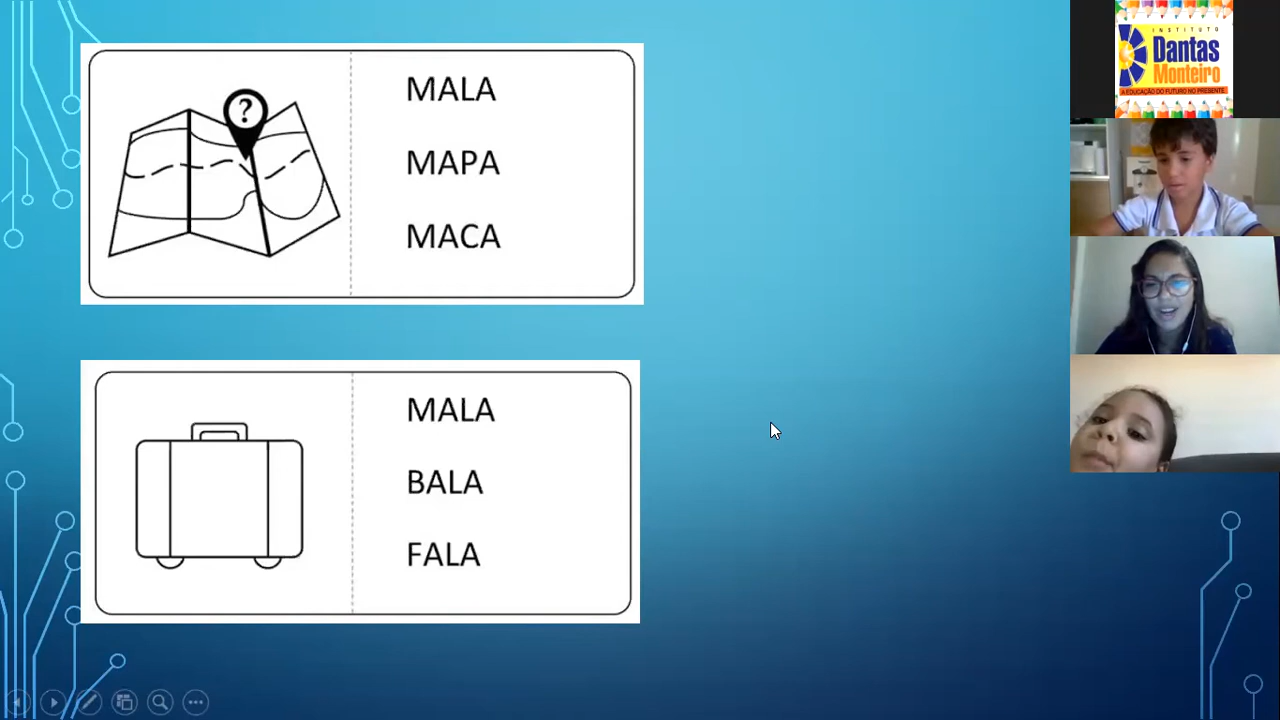 MALA
MAPA
MACA
?
MALA
BALA
FALA
INSTITUTO
Dantas
Monteiro
A EDUCAÇÃO DO FUTURO NO PRESENTE